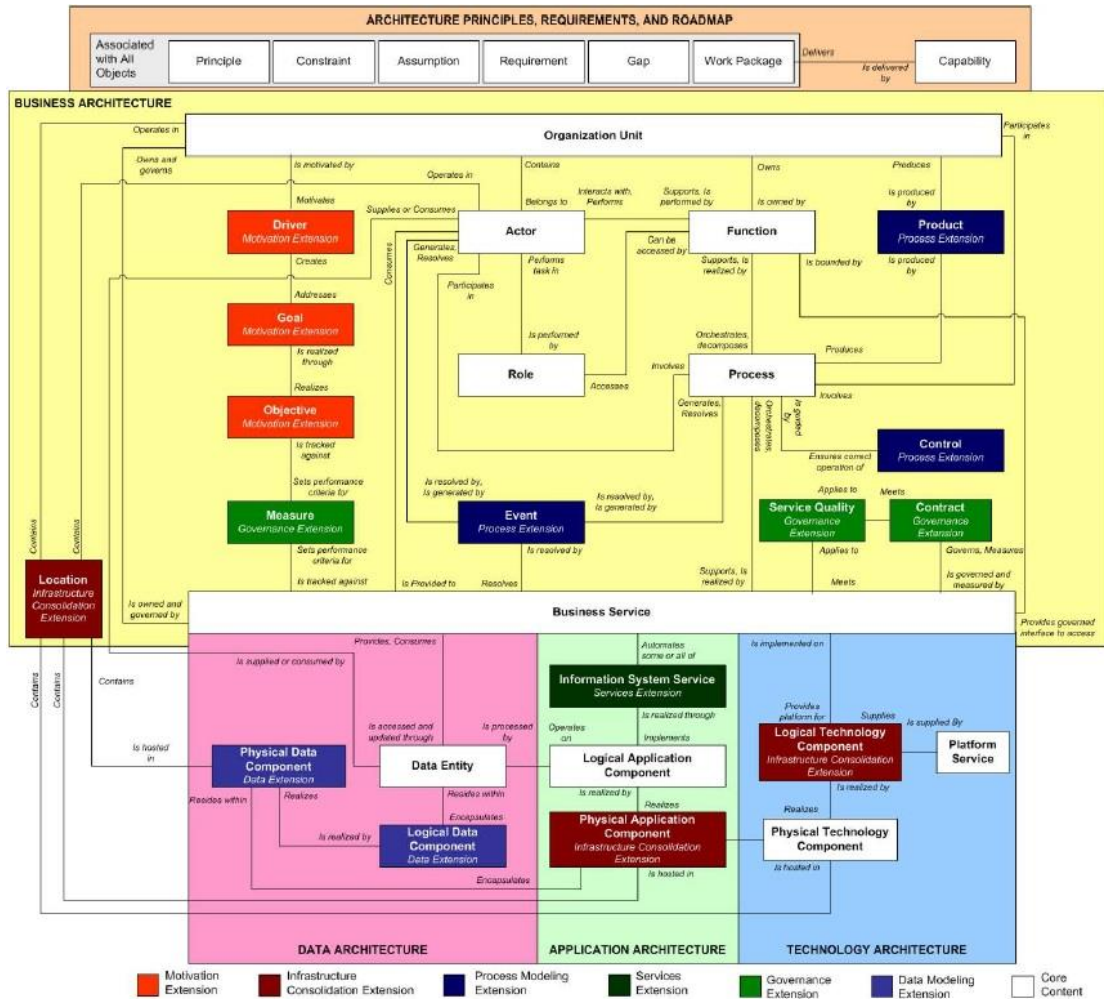 ARCHITECTURE PRINCIPLES, REQUIREMENTS, AND ROADMAP
Associated
with All
Objects
Principle
Constraint
Assumption
Requirement
Gap
Work Package
Delivers
Is delivered
by
Capability
BUSINESS ARCHITECTURE
Operates in
Organization Unit
Participates
in
Owns and
governs
Is motivated by
Contains
Owns
Produces
Operates in
Motivates
Supplies or Consumes
Belongs to
Interacts with,
Performs
Supports, Is
performed by
Is owned by
Is produced
by
Driver
Motivation Extension
Actor
Function
Product
Process Extension
Creates
Consumes
Generates,
Resolves
Performs
task in
Can be
accessed by
Supports, Is
realized by
Is bounded by
Is produced
by
Participates
in
Addresses
Goal
Motivation Extension
Is realized
through
Is performed
by
Orchestrates,
decomposes
Produces
Role
Involves
Process
Realizes
Accesses
Generates,
Resolves
Involves
Objective
Motivation Extension
Is tracked
against
Orchestrates,
decomposes
Is guided
by
Control
Process Extension
Ensures correct
operation of
Sets performance
criteria for
Is resolved by,
Is generated by
Is resolved by,
Is generated by
Applies to
Meets
Measure
Governance Extension
Event
Process Extension
Service Quality
Governance
Extension
Contract
Governance
Extension
Sets performance
criteria for
Is resolved by
Applies to
Governs, Measures
Contains
Contains
Location
Infrastructure
Consolidation
Extension
Is tracked against
Is Provided to
Resolves
Supports, Is
realized by
Meets
Is governed and
measured by
Is owned and
governed by
Business Service
Provides governed
interface to access
Provides, Consumes
Automates
some or all of
Is implemented on
Contains
Contains
Contains
Is supplied or consumed by
Information System Service
Services Extension
Is accessed and
updated through
Is processed
by
Operates
on
Is realized through
Implements
Provides
platform for
Supplies
Is supplied By
Is hosted
in
Physical Data
Component
Data Extension
Data Entity
Logical Application
Component
Logical Technology
Component
Infrastructure Consolidation
Extension
Platform
Service
Resides within
Realizes
Resides within
Is realized by
Realizes
Is realized by
Encapsulates
Is realized by
Logical Data
Component
Data Extension
Physical Application
Component
Infrastructure Consolidation
Extension
Realizes
Physical Technology
Component
Encapsulates
Is hosted in
Is hosted in
DATA ARCHITECTURE
APPLICATION ARCHITECTURE
TECHNOLOGY ARCHITECTURE
Motivation
Extension
Infrastructure
Consolidation Extension
Process Modeling
Extension
Services
Extension
Governance
Extension
Data Modeling
Extension
Core
Content